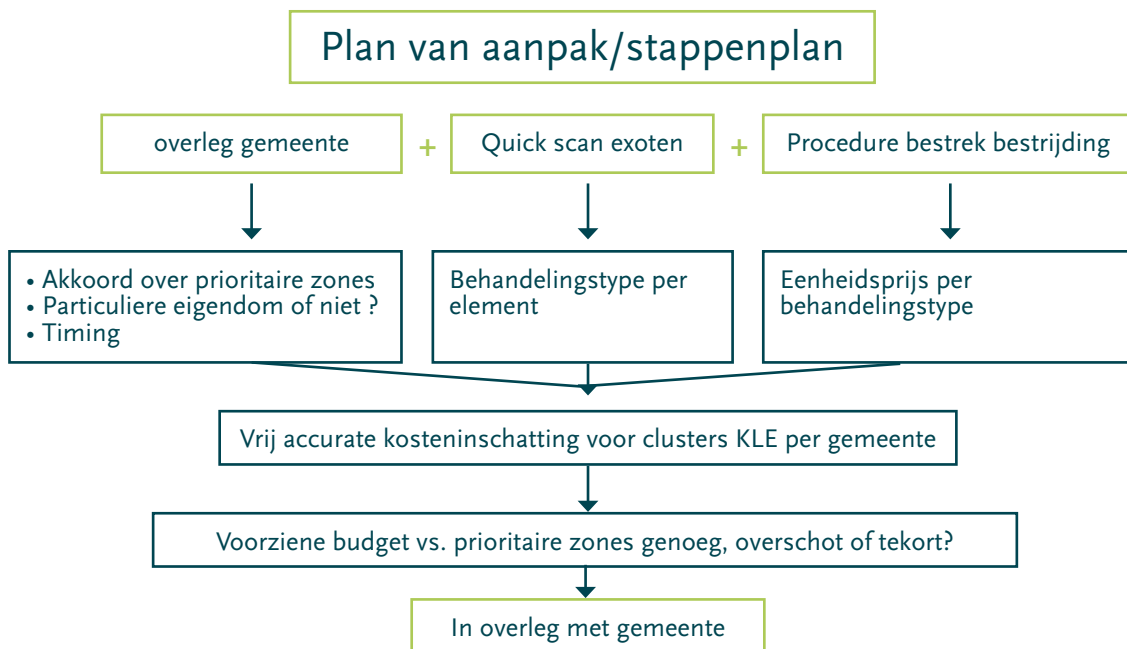 Plan van aanpak/stappenplan
overleg gemeente + Quick scan exoten + Procedure bestrek bestrijding
• Akkoord over prioritaire zones
• Particuliere eigendom of niet ?
• Timing
Behandelingstype per
element
Eenheidsprijs per
behandelingstype
Vrij accurate kosteninschatting voor clusters KLE per gemeente
Voorziene budget vs. prioritaire zones genoeg, overschot of tekort?
In overleg met gemeente